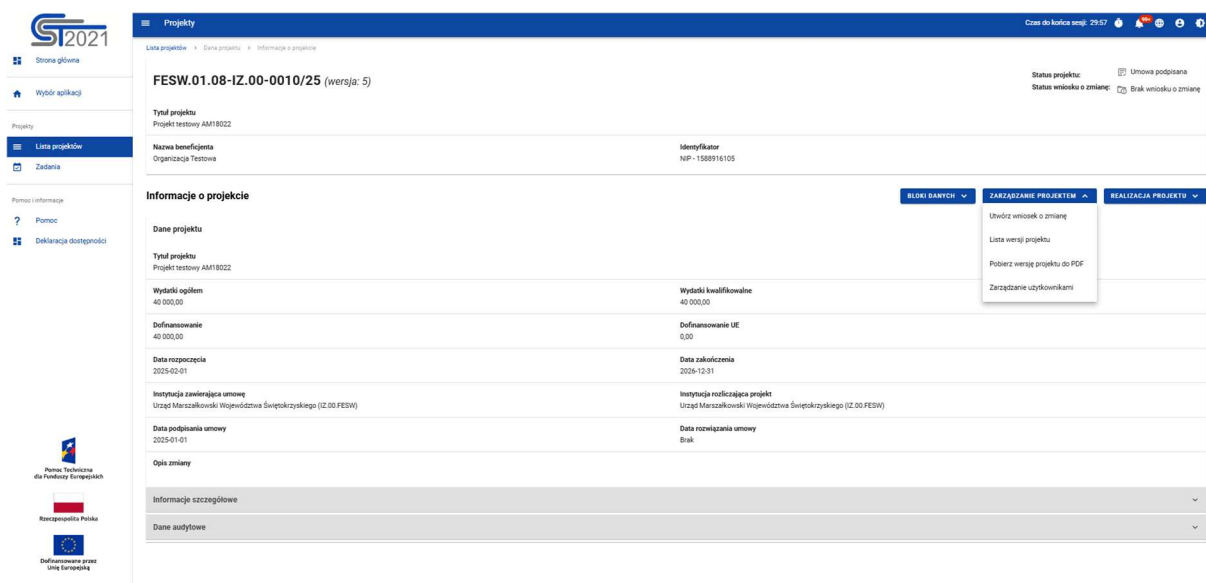 2021
Strona główna
Wybór aplikacji
Projekty
Lista projektów
Zadania
Pomoc i informacje
? Pomoc
Deklaracja dostępności
Pomoc Techniczna
dla Funduszy Europejskich
Rzeczpospolita Polska
Dofinansowane przez
Unię Europejską
Projekty
Czas do końca sesji: 29:57
99+
Lista projektów > Dane projektu > Informacje o projekcie
FESW.01.08-IZ.00-0010/25 (wersja: 5)
Status projektu: Umowa podpisana
Status wniosku o zmianę: Brak wniosku o zmianę
Tytuł projektu
Projekt testowy AM18022
Nazwa beneficjenta Identyfikator
Organizacja Testowa NIP - 1588916105
Informacje o projekcie
BLOKI DANYCH ZARZĄDZANIE PROJEKTEM REALIZACJA PROJEKTU
Utwórz wniosek o zmianę
Lista wersji projektu
Pobierz wersję projektu do PDF
Zarządzanie użytkownikami
Dane projektu
Tytuł projektu
Projekt testowy AM18022
Wydatki ogółem Wydatki kwalifikowalne
40 000,00 40 000,00
Dofinansowanie Dofinansowanie UE
40 000,00 0,00
Data rozpoczęcia Data zakończenia
2025-02-01 2026-12-31
Instytucja zawierająca umowę Instytucja rozliczająca projekt
Urząd Marszałkowski Województwa Świętokrzyskiego (IZ.00.FESW) Urząd Marszałkowski Województwa Świętokrzyskiego (IZ.00.FESW)
Data podpisania umowy Data rozwiązania umowy
2025-01-01 Brak
Opis zmiany
Informacje szczegółowe
Dane audytowe